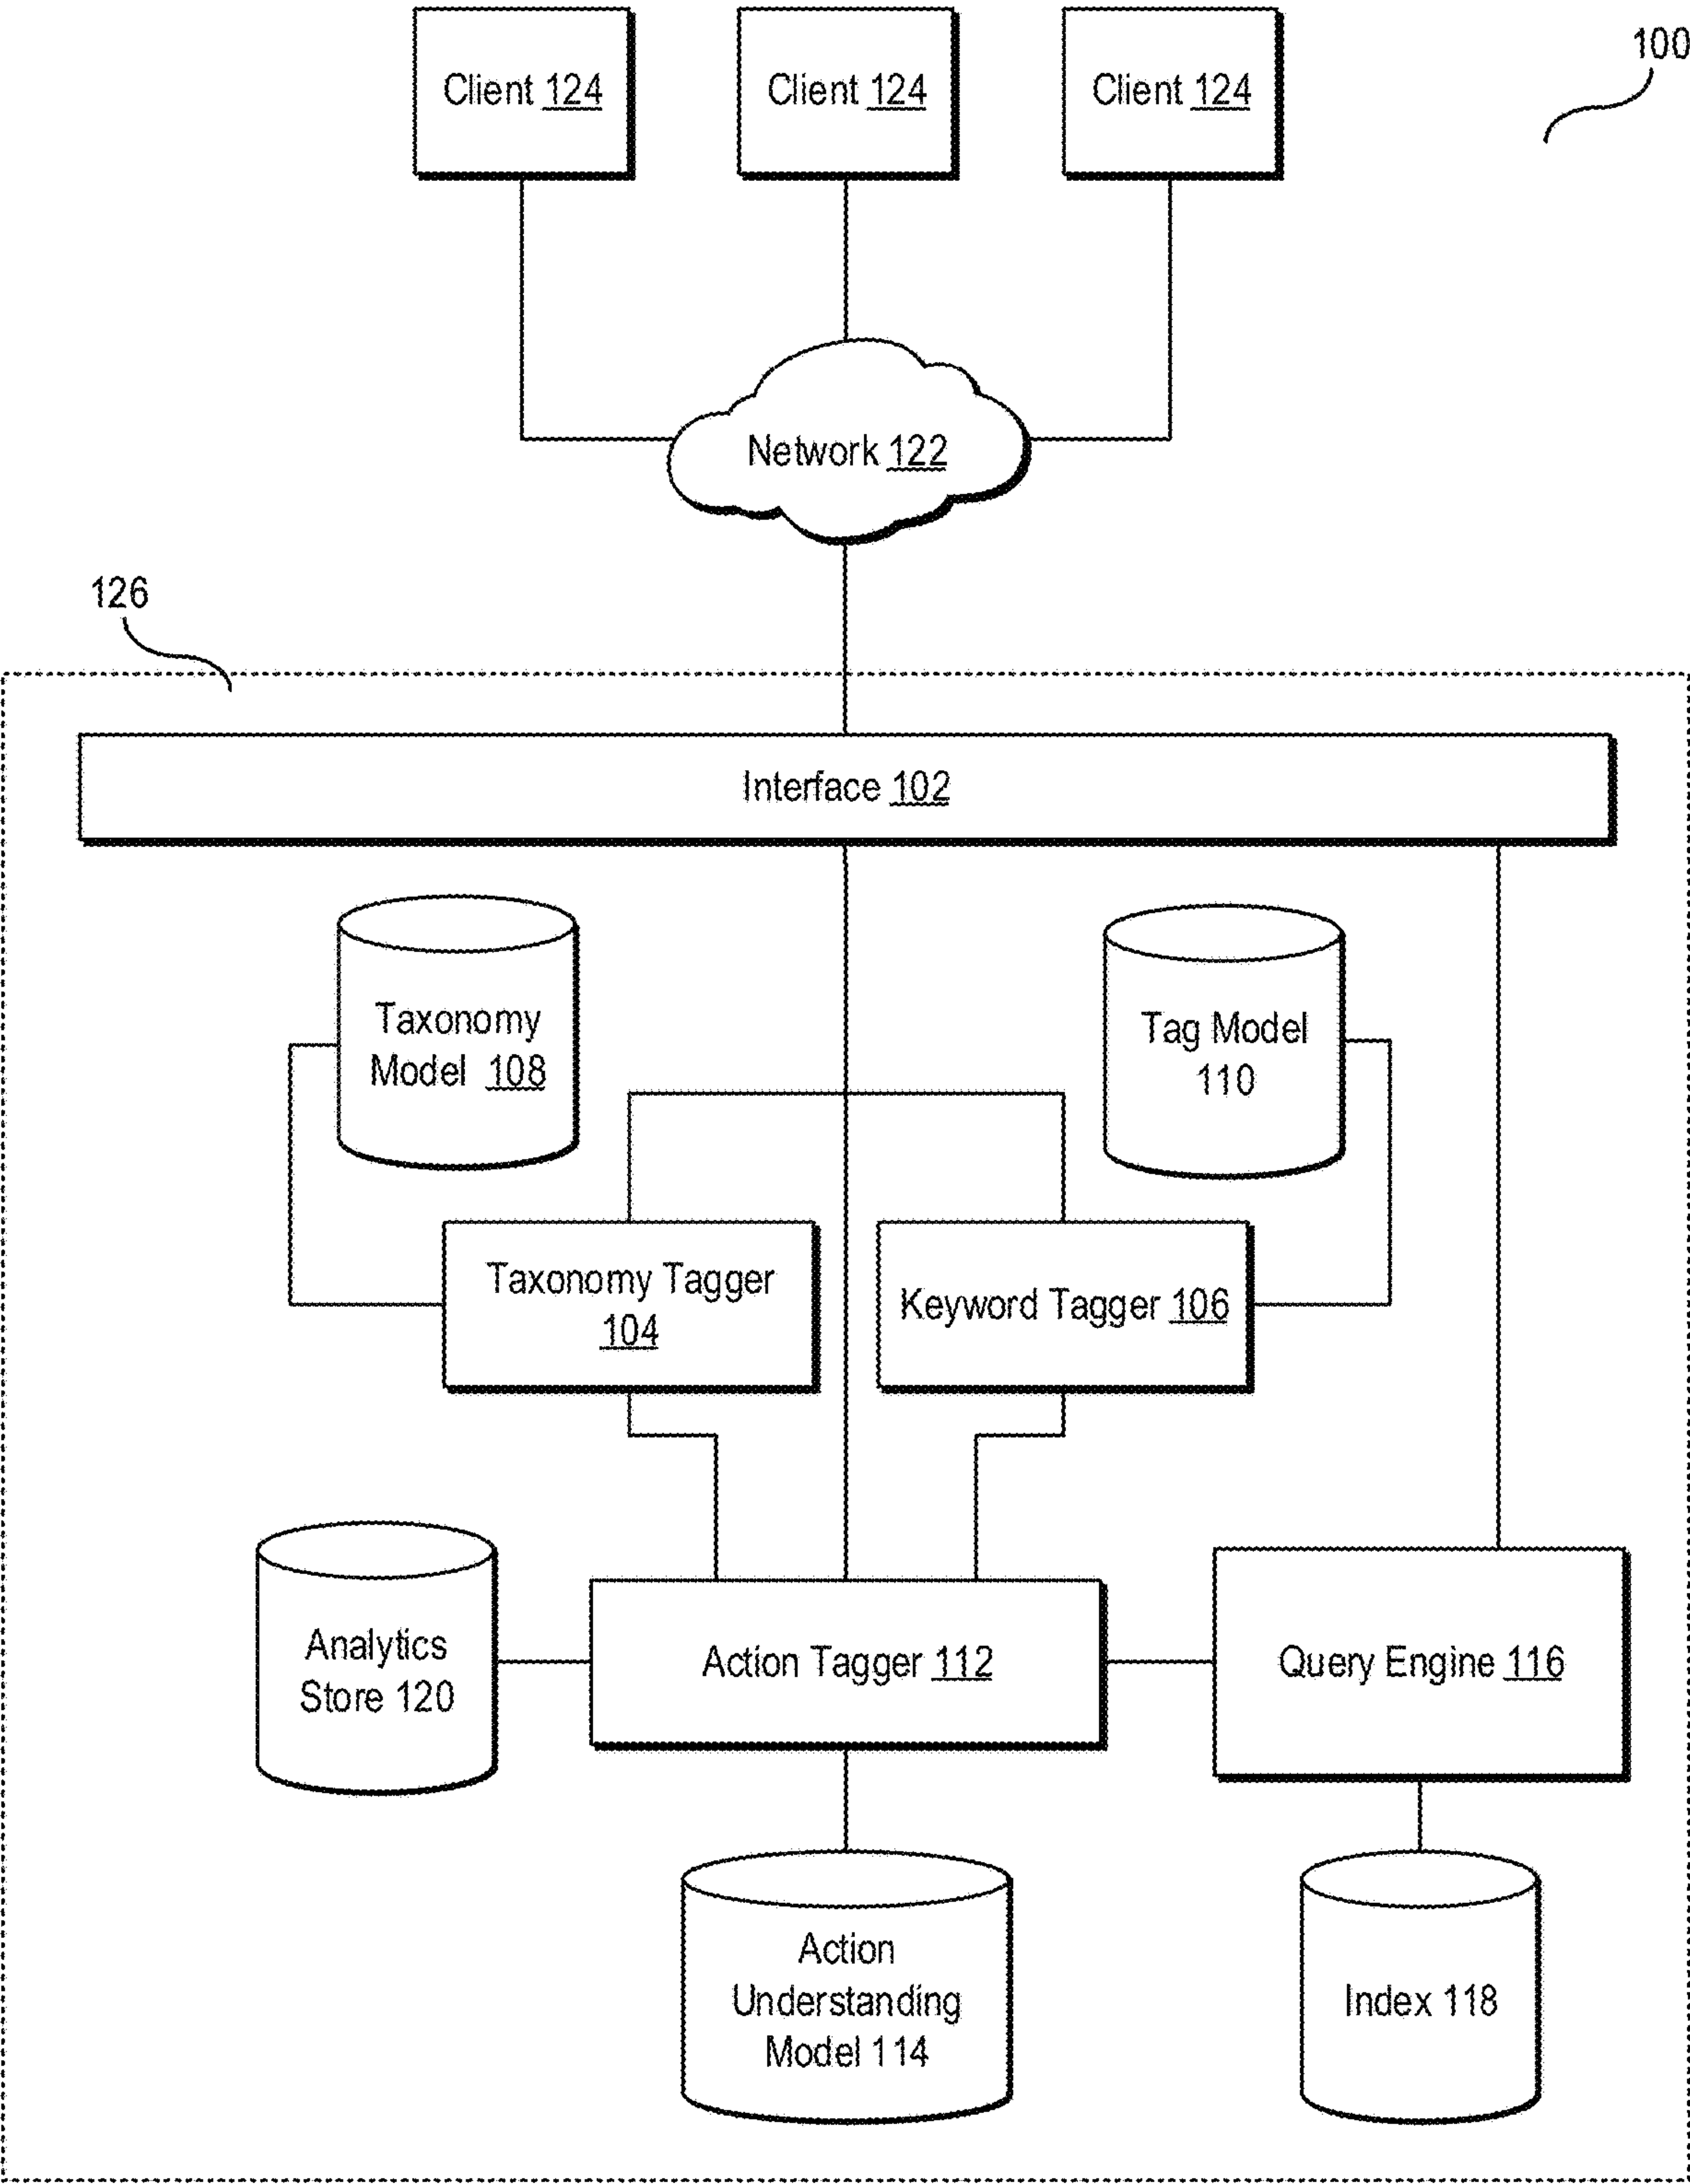 100
Client 124
Client 124
Client 124
Network 122
126
Interface 102
Taxonomy
Model 108
Tag Model
110
Taxonomy Tagger
104
Keyword Tagger 106
Analytics
Store 120
Action Tagger 112
Query Engine 116
Action
Understanding
Model 114
Index 118